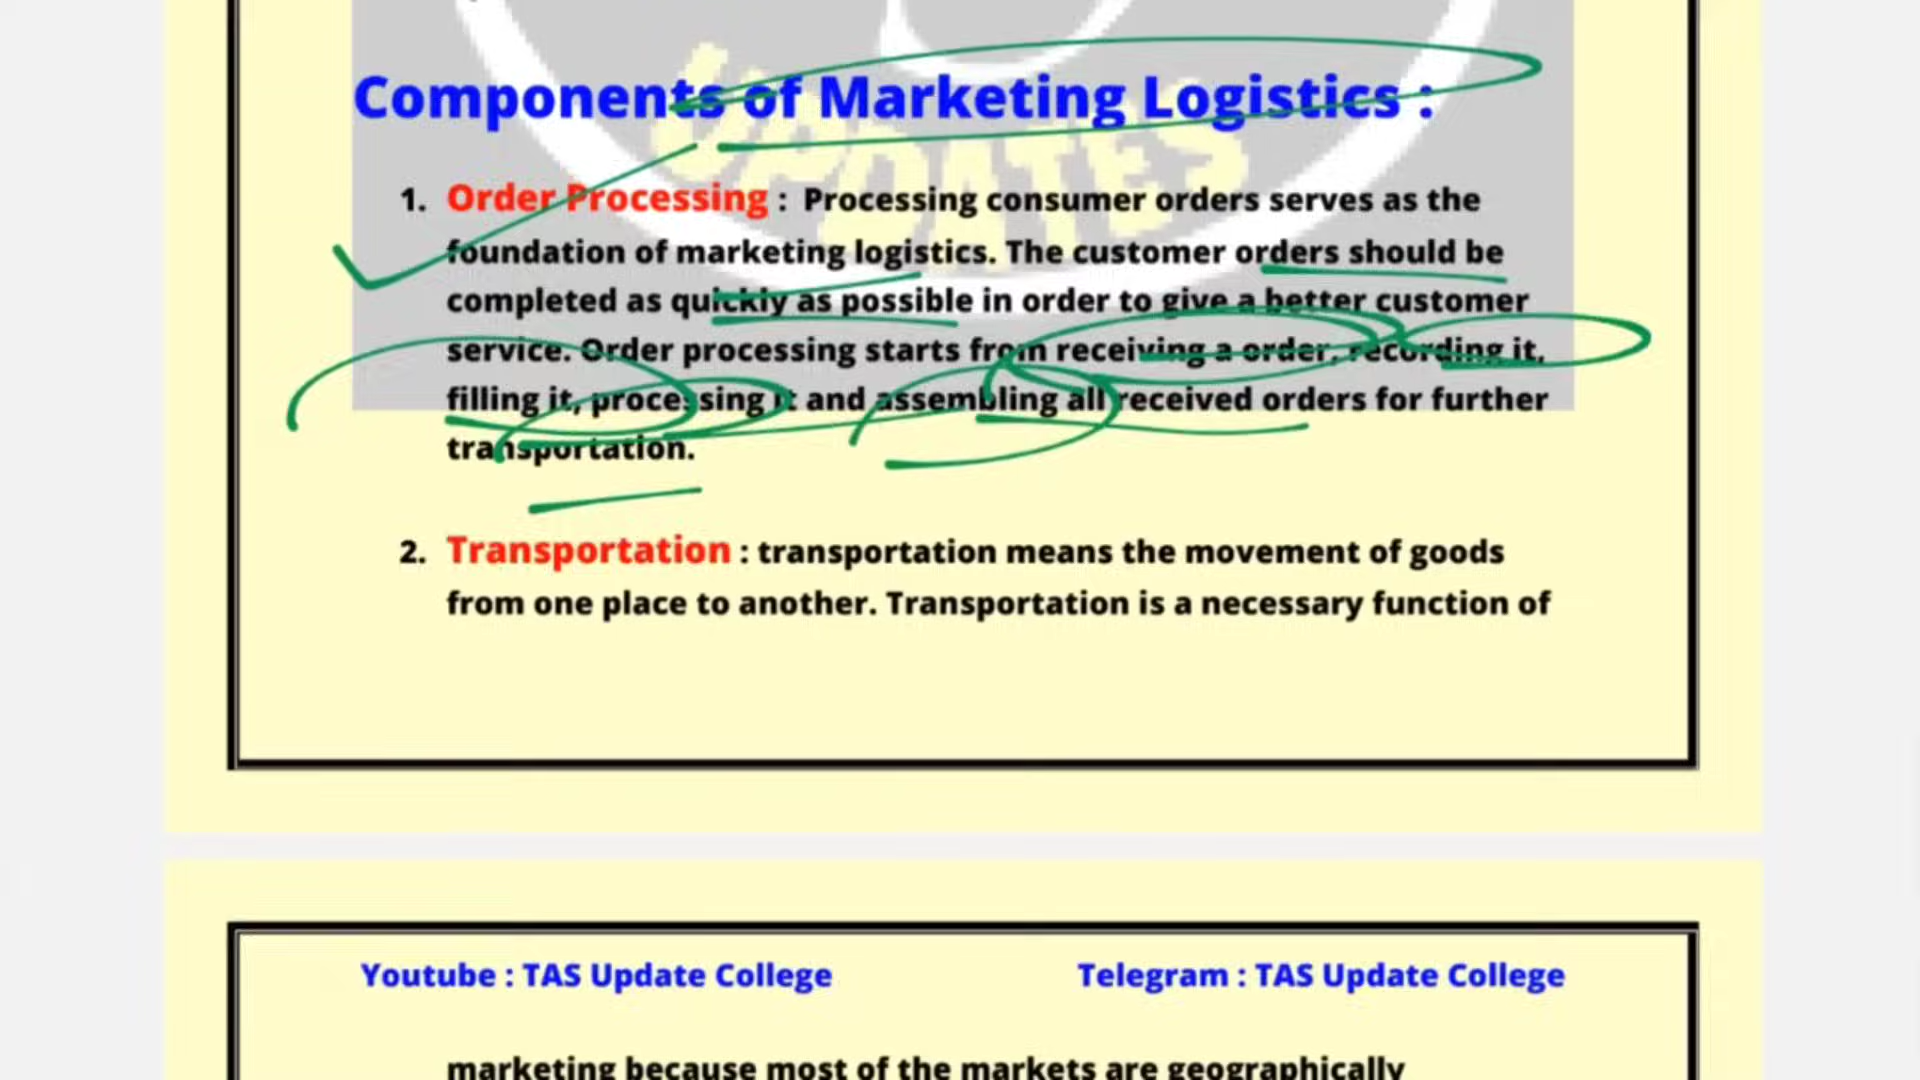 Components of Marketing Logistics :
UPDATES
1. Order Processing : Processing consumer orders serves as the
foundation of marketing logistics. The customer orders should be
completed as quickly as possible in order to give a better customer
service. Order processing starts from receiving a order, recording it,
filling it, processing it and assembling all received orders for further
transportation.
2. Transportation : transportation means the movement of goods
from one place to another. Transportation is a necessary function of
Youtube : TAS Update College
Telegram : TAS Update College
marketing because most of the markets are geographically